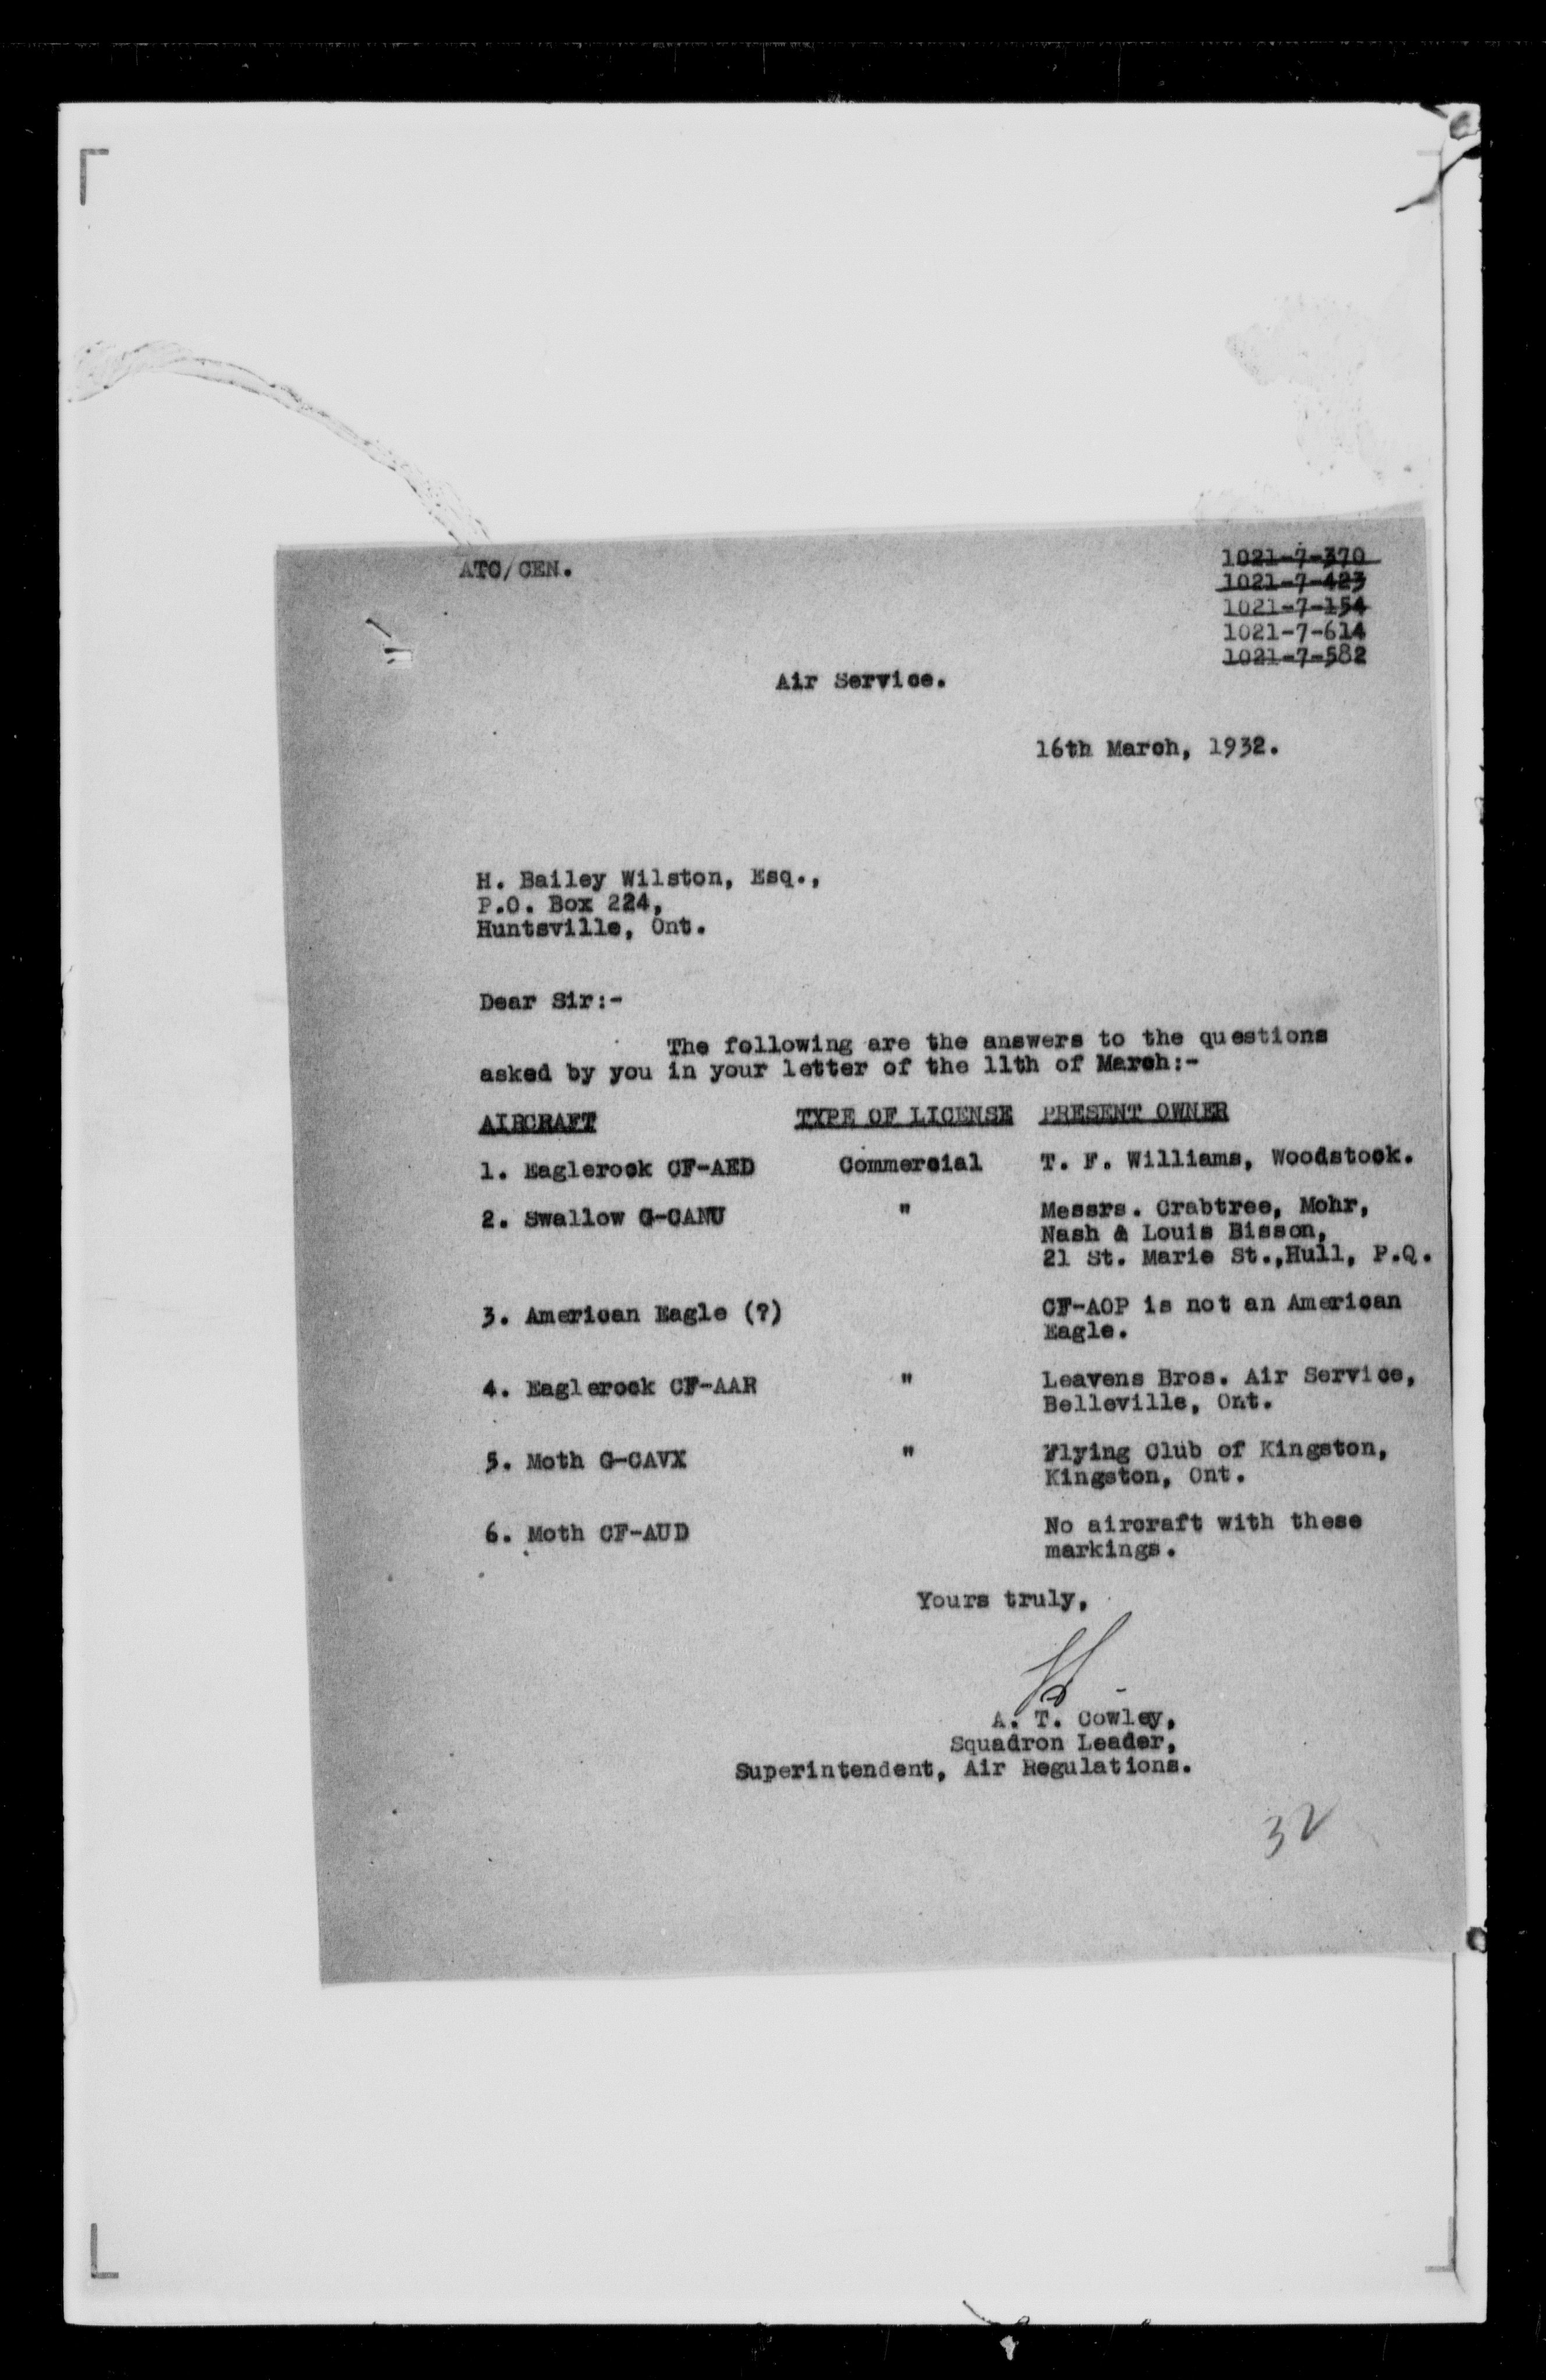 ATC/CEN.
1021-7-370
1021-7-423
1021-7-154
1021-7-614
1021-7-582
Air Service.
16th March, 1932.
H. Bailey Wilston, Esq.,
P.O. Box 224,
Huntsville, Ont.
Dear Sir:-
The following are the answers to the questions
asked by you in your letter of the 11th of March:-
AIRCRAFT TYPE OF LICENSE PRESENT OWNER
1. Eaglerock CF-AED Commercial T. F. Williams, Woodstock.
2. Swallow G-CANU " Messrs. Crabtree, Mohr,
Nash & Louis Bisson,
21 St. Marie St.,Hull, P.Q.
3. American Eagle (?) CF-AOP is not an American
Eagle.
4. Eaglerock CF-AAR " Leavens Bros. Air Service,
Belleville, Ont.
5. Moth G-CAVX " Flying Club of Kingston,
Kingston, Ont.
6. Moth CF-AUD No aircraft with these
markings.
Yours truly,
A. T. Cowley,
Squadron Leader,
Superintendent, Air Regulations.
32